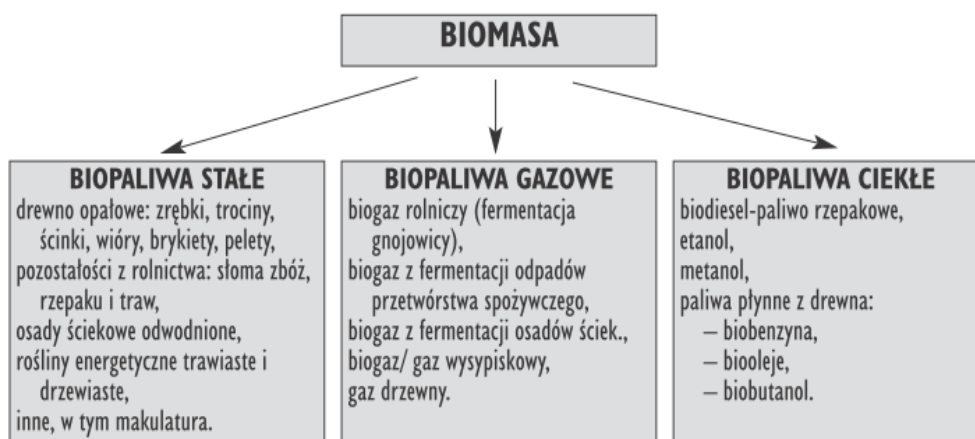 BIOMASA
BIOPALIWA STAŁE
drewno opałowe: zrębki, trociny,
ścinki, wióry, brykiety, pelety,
pozostałości z rolnictwa: słoma zbóż,
rzepaku i traw,
osady ściekowe odwodnione,
rośliny energetyczne trawiaste i
drzewiaste,
inne, w tym makulatura.
BIOPALIWA GAZOWE
biogaz rolniczy (fermentacja
gnojowicy),
biogaz z fermentacji odpadów
przetwórstwa spożywczego,
biogaz z fermentacji osadów ściek.,
biogaz/ gaz wysypiskowy,
gaz drzewny.
BIOPALIWA CIEKŁE
biodiesel-paliwo rzepakowe,
etanol,
metanol,
paliwa płynne z drewna:
– biobenzyna,
– biooleje,
– biobutanol.